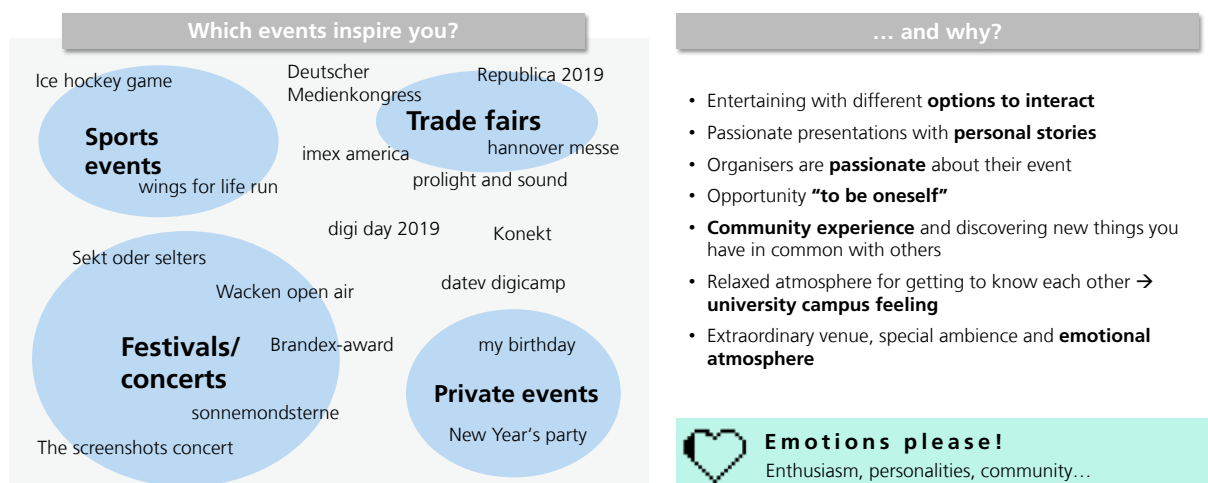 Which events inspire you?
Ice hockey game
Deutscher
Medienkongress
Republica 2019
Sports
events
Trade fairs
imex america
hannover messe
wings for life run
prolight and sound
digi day 2019
Konekt
Sekt oder selters
Wacken open air
datev digicamp
Festivals/
concerts
Brandex-award
my birthday
Private events
sonnemondsterne
The screenshots concert
New Year‘s party
… and why?
• Entertaining with different options to interact
• Passionate presentations with personal stories
• Organisers are passionate about their event
• Opportunity “to be oneself”
• Community experience and discovering new things you
have in common with others
• Relaxed atmosphere for getting to know each other →
university campus feeling
• Extraordinary venue, special ambience and emotional
atmosphere
Emotions please!
Enthusiasm, personalities, community…